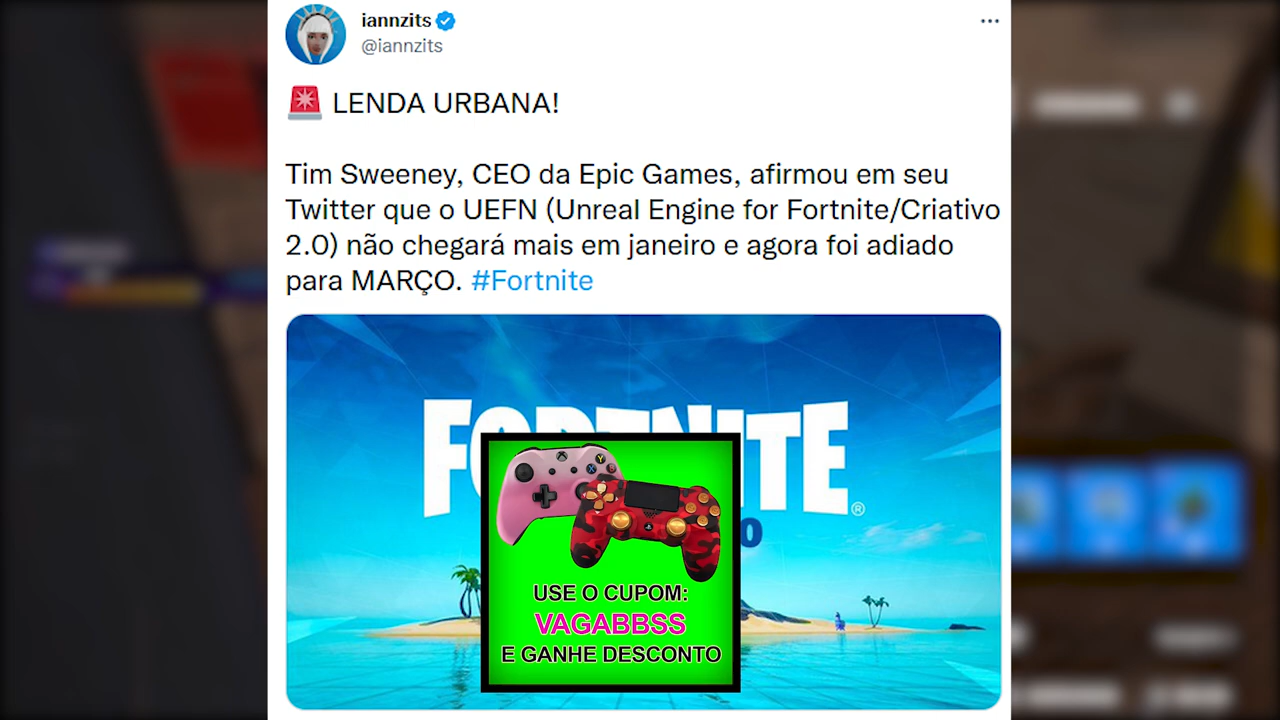 iannzits
@iannzits
LENDA URBANA!
Tim Sweeney, CEO da Epic Games, afirmou em seu
Twitter que o UEFN (Unreal Engine for Fortnite/Criativo
2.0) não chegará mais em janeiro e agora foi adiado
para MARÇO. #Fortnite
FORTNITE®
O
USE O CUPOM:
VAGABBSS
E GANHE DESCONTO